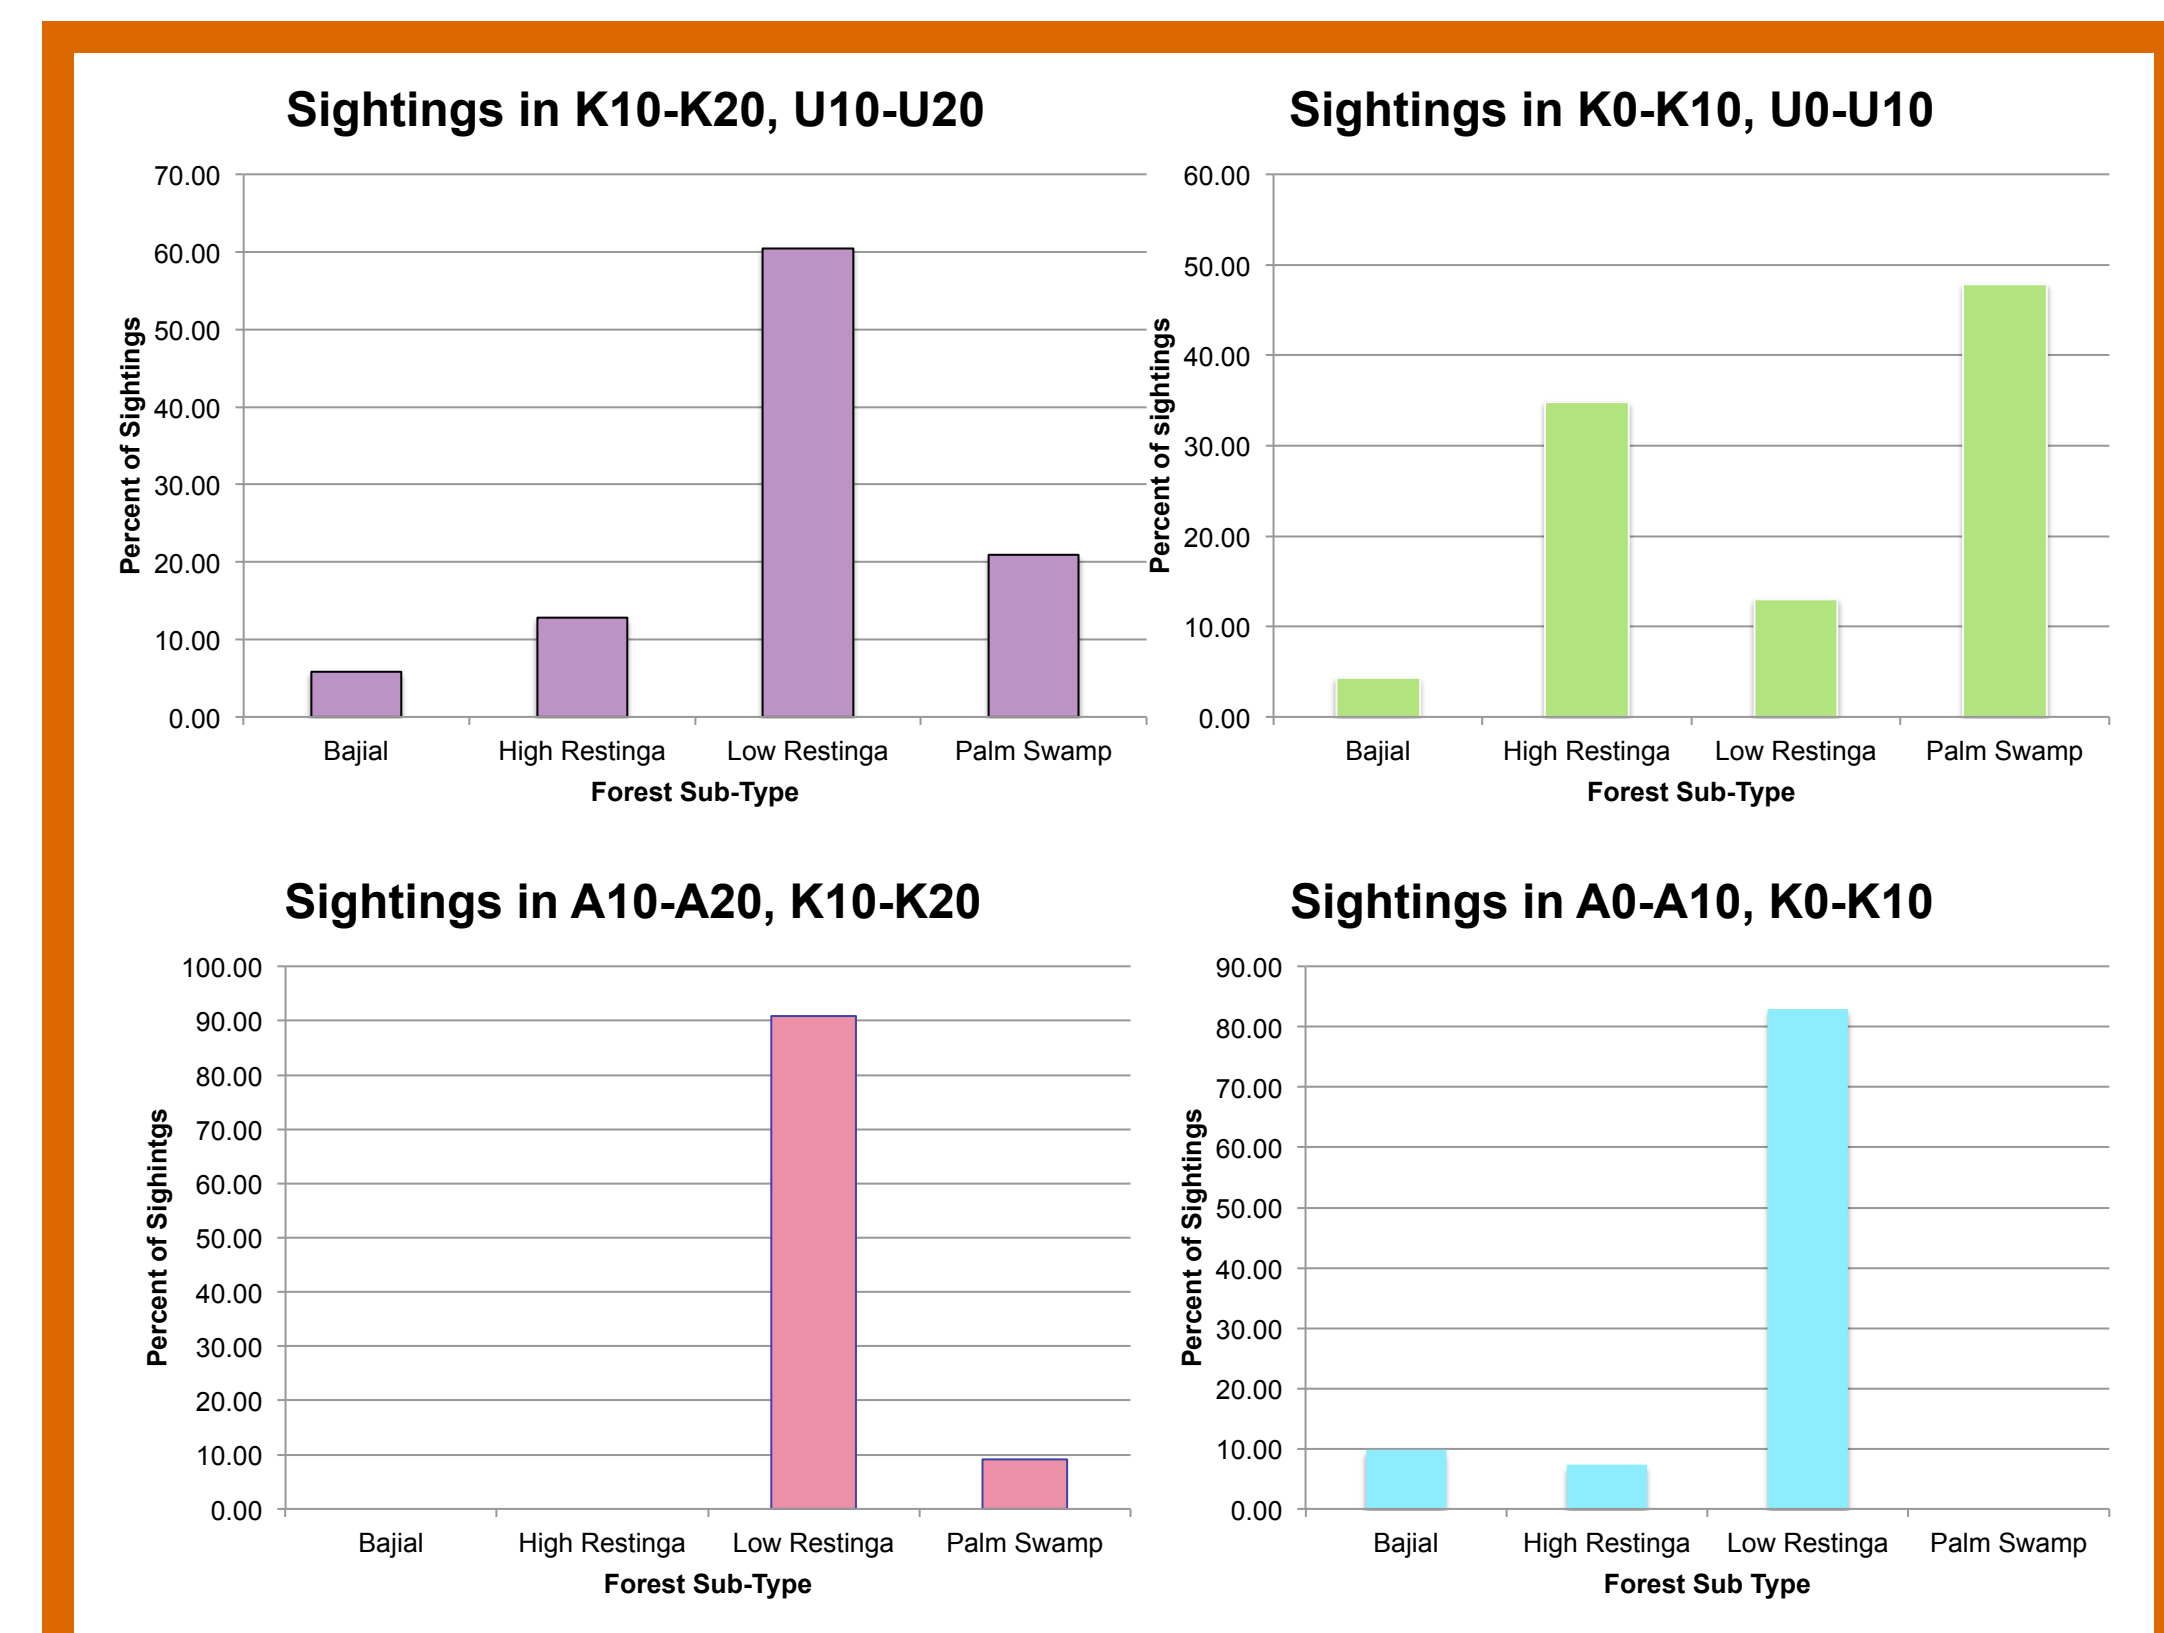 Sightings in K10-K20, U10-U20
70.00
60.00
50.00
40.00
30.00
20.00
10.00
0.00
Percent of Sightings
Bajial High Restinga Low Restinga Palm Swamp
Forest Sub-Type
Sightings in K0-K10, U0-U10
60.00
50.00
40.00
30.00
20.00
10.00
0.00
Percent of sightings
Bajial High Restinga Low Restinga Palm Swamp
Forest Sub-Type
Sightings in A10-A20, K10-K20
100.00
90.00
80.00
70.00
60.00
50.00
40.00
30.00
20.00
10.00
0.00
Percent of Sighintgs
Bajial High Restinga Low Restinga Palm Swamp
Forest Sub-Type
Sightings in A0-A10, K0-K10
90.00
80.00
70.00
60.00
50.00
40.00
30.00
20.00
10.00
0.00
Percent of Sightings
Bajial High Restinga Low Restinga Palm Swamp
Forest Sub Type